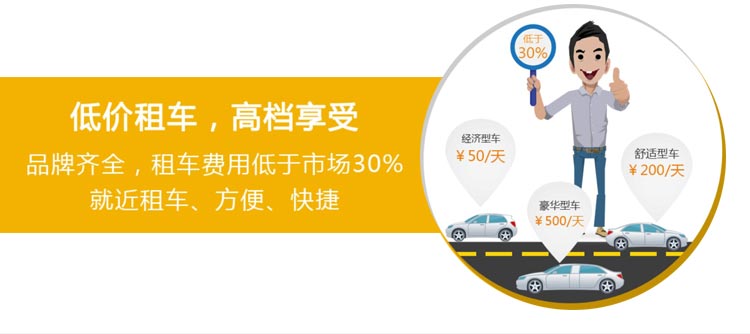 低价租车，高档享受
品牌齐全，租车费用低于市场30%
就近租车、方便、快捷
低于
30%
经济型车
￥50/天
舒适型车
￥200/天
豪华型车
￥500/天